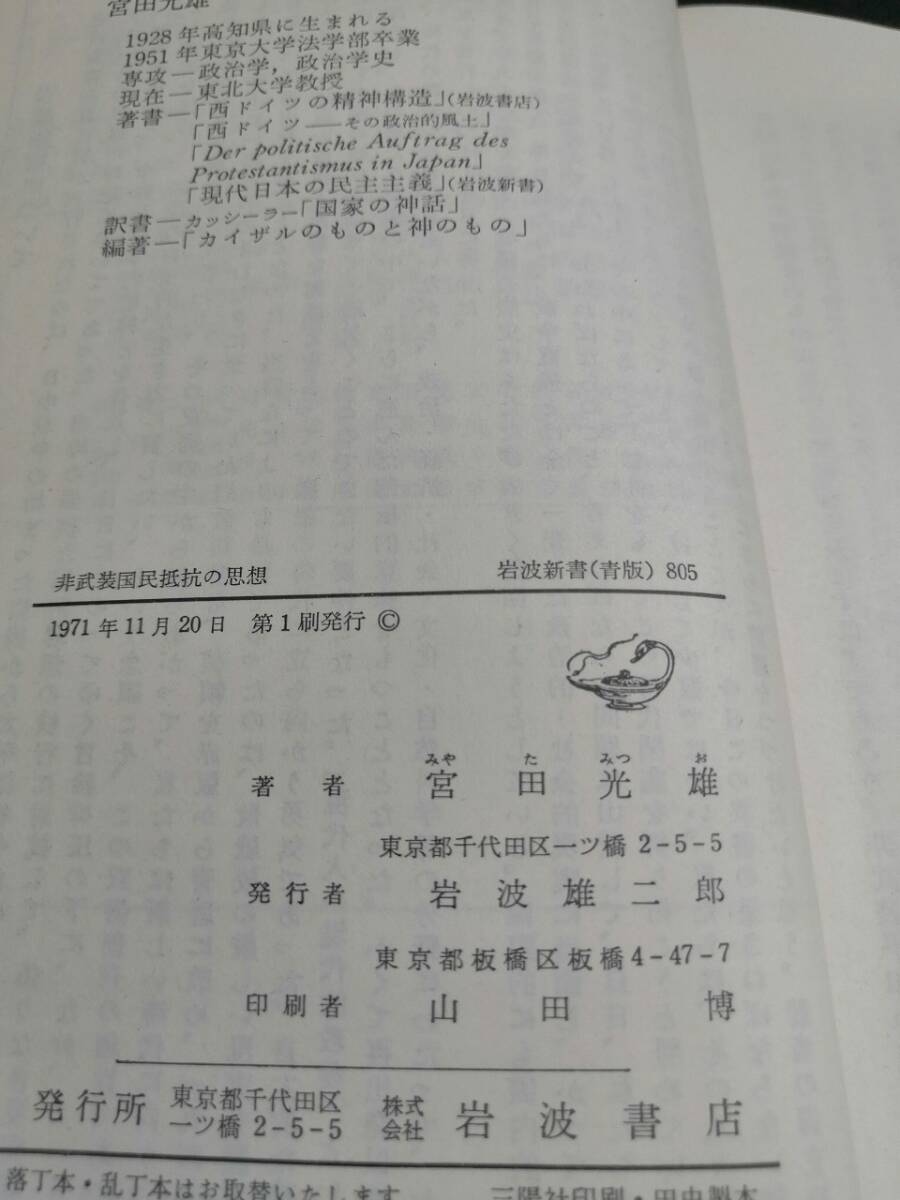 宮田光雄
1928年高知県に生まれる
1951年東京大学法学部卒業
専攻—政治学，政治学史
現在—東北大学教授
著書—「西ドイツの精神構造」(岩波書店)
「西ドイツ——その政治的風土」
「Der politische Auftrag des
Protestantismus in Japan」
「現代日本の民主主義」(岩波新書)
訳書—カッシーラー「国家の神話」
編著—「カイザルのものと神のもの」
非武装国民抵抗の思想 岩波新書(青版) 805
1971年11月20日 第1刷発行 ©
みや た みつ お
著者 宮田光雄
東京都千代田区一ツ橋 2-5-5
発行者 岩波雄二郎
東京都板橋区板橋 4-47-7
印刷者 山田博
発行所 東京都千代田区一ツ橋 2-5-5 株式会社 岩波書店
落丁本・乱丁本はお取替いたします 三陽社印刷・田中製本